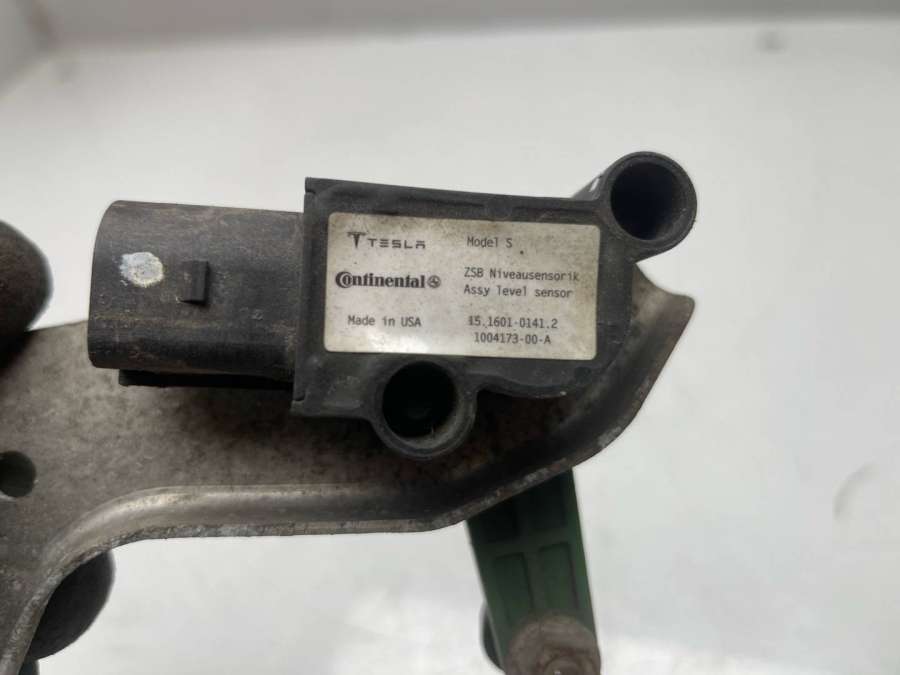 TESLA Model S
Continental ZSB Niveausensorik
Assy level sensor
Made in USA 15.1601-0141.2
1004173-00-A